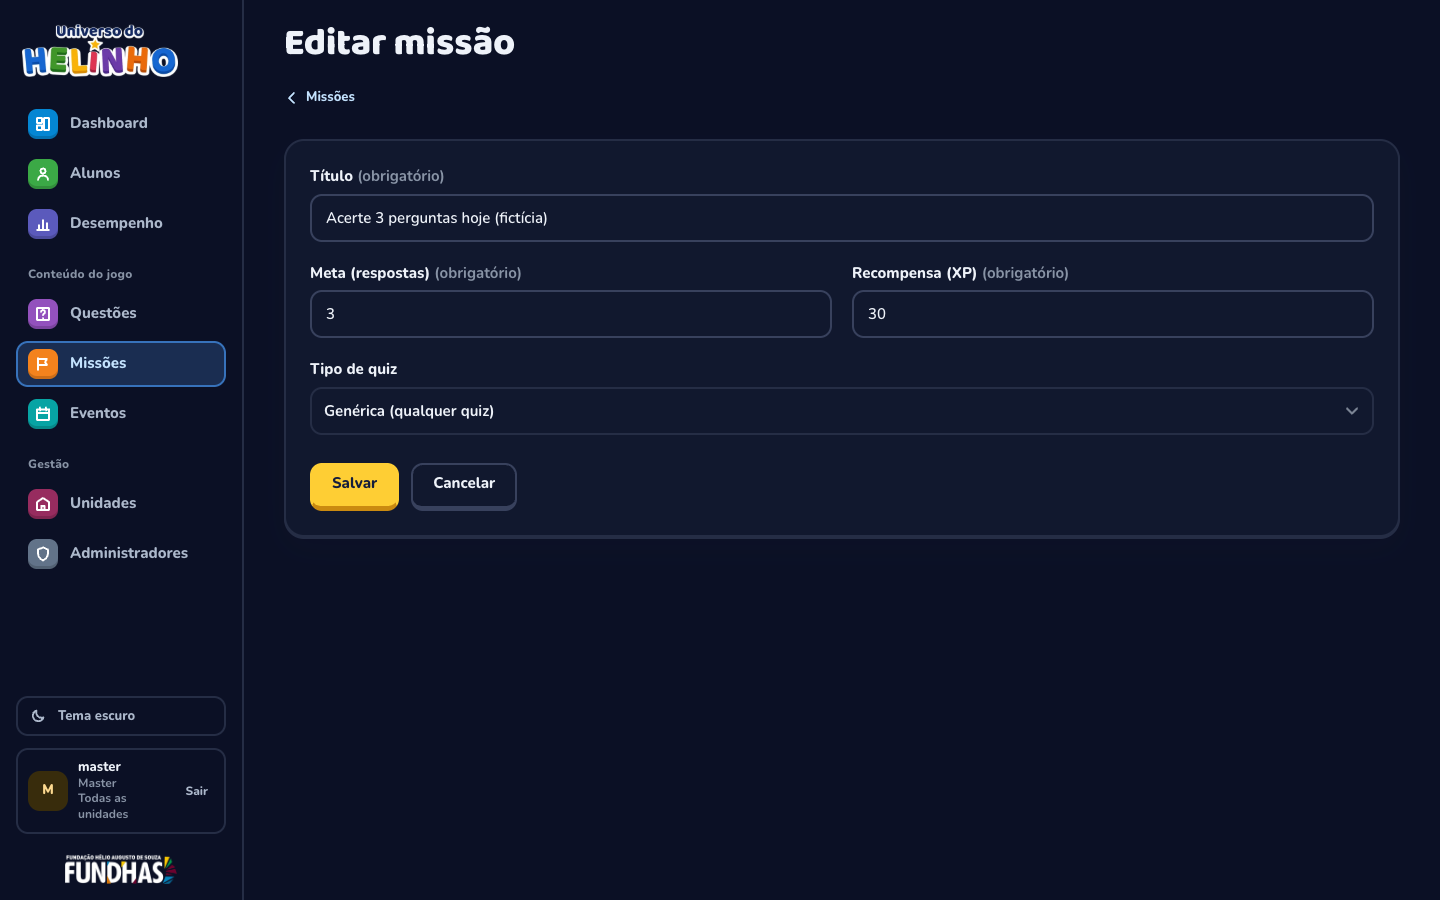 Universo do
HELINHO
Dashboard
Alunos
Desempenho
Conteúdo do jogo
Questões
Missões
Eventos
Gestão
Unidades
Administradores
Tema escuro
M
master
Master
Todas as
unidades
Sair
FUNDAÇÃO HÉLIO AUGUSTO DE SOUZA
FUNDHAS
Editar missão
Missões
Título (obrigatório)
Acerte 3 perguntas hoje (fictícia)
Meta (respostas) (obrigatório)
3
Recompensa (XP) (obrigatório)
30
Tipo de quiz
Genérica (qualquer quiz)
Salvar
Cancelar